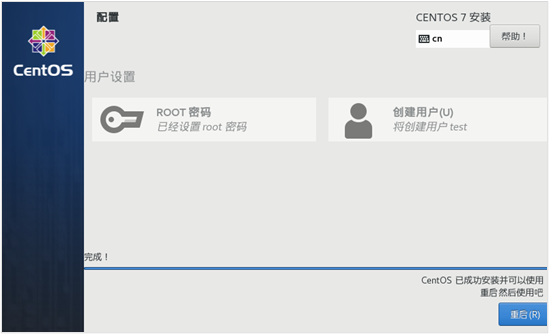 配置
CENTOS 7 安装
cn
帮助！
CentOS
用户设置
ROOT 密码
已经设置 root 密码
创建用户(U)
将创建用户 test
完成！
CentOS 已成功安装并可以使用
重启然后使用吧
重启(R)